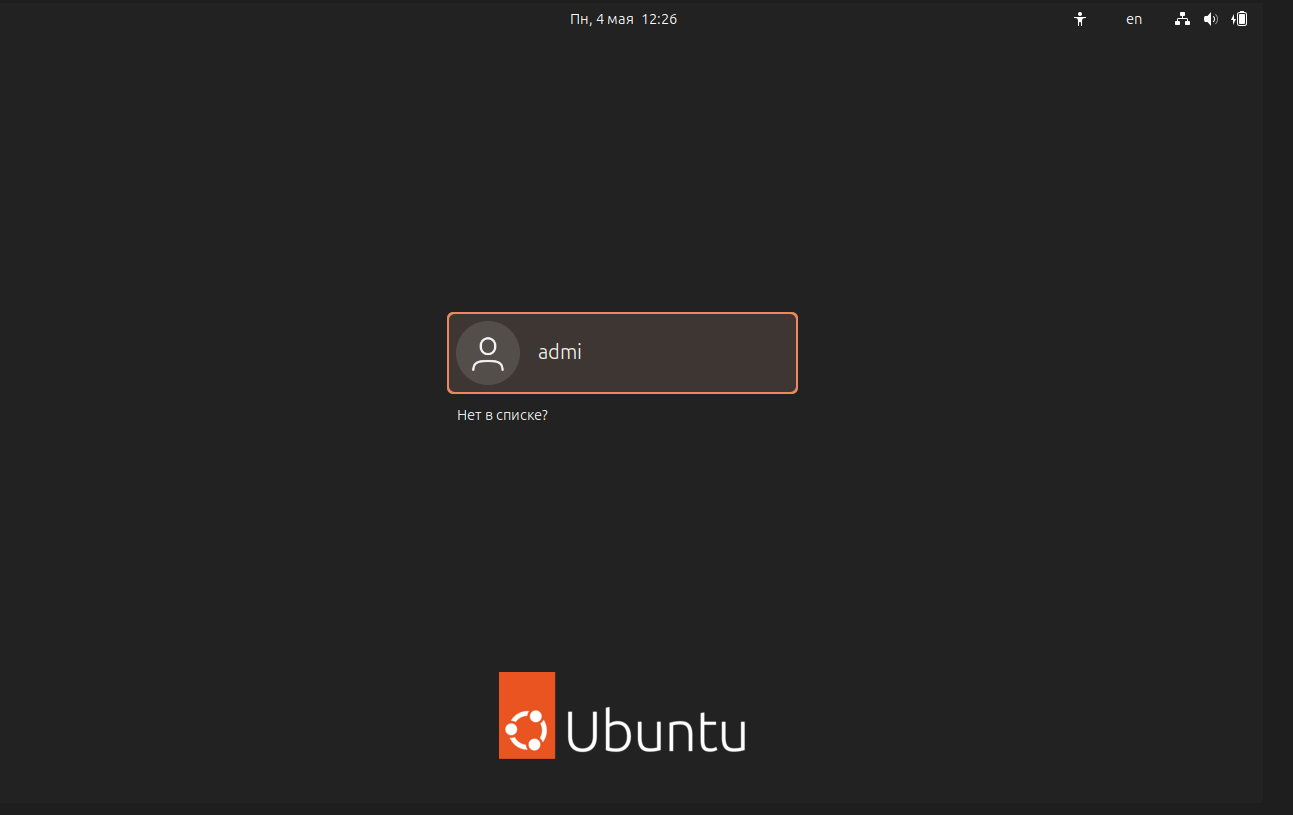 Пн, 4 мая 12:26
en
admi
Нет в списке?
Ubuntu